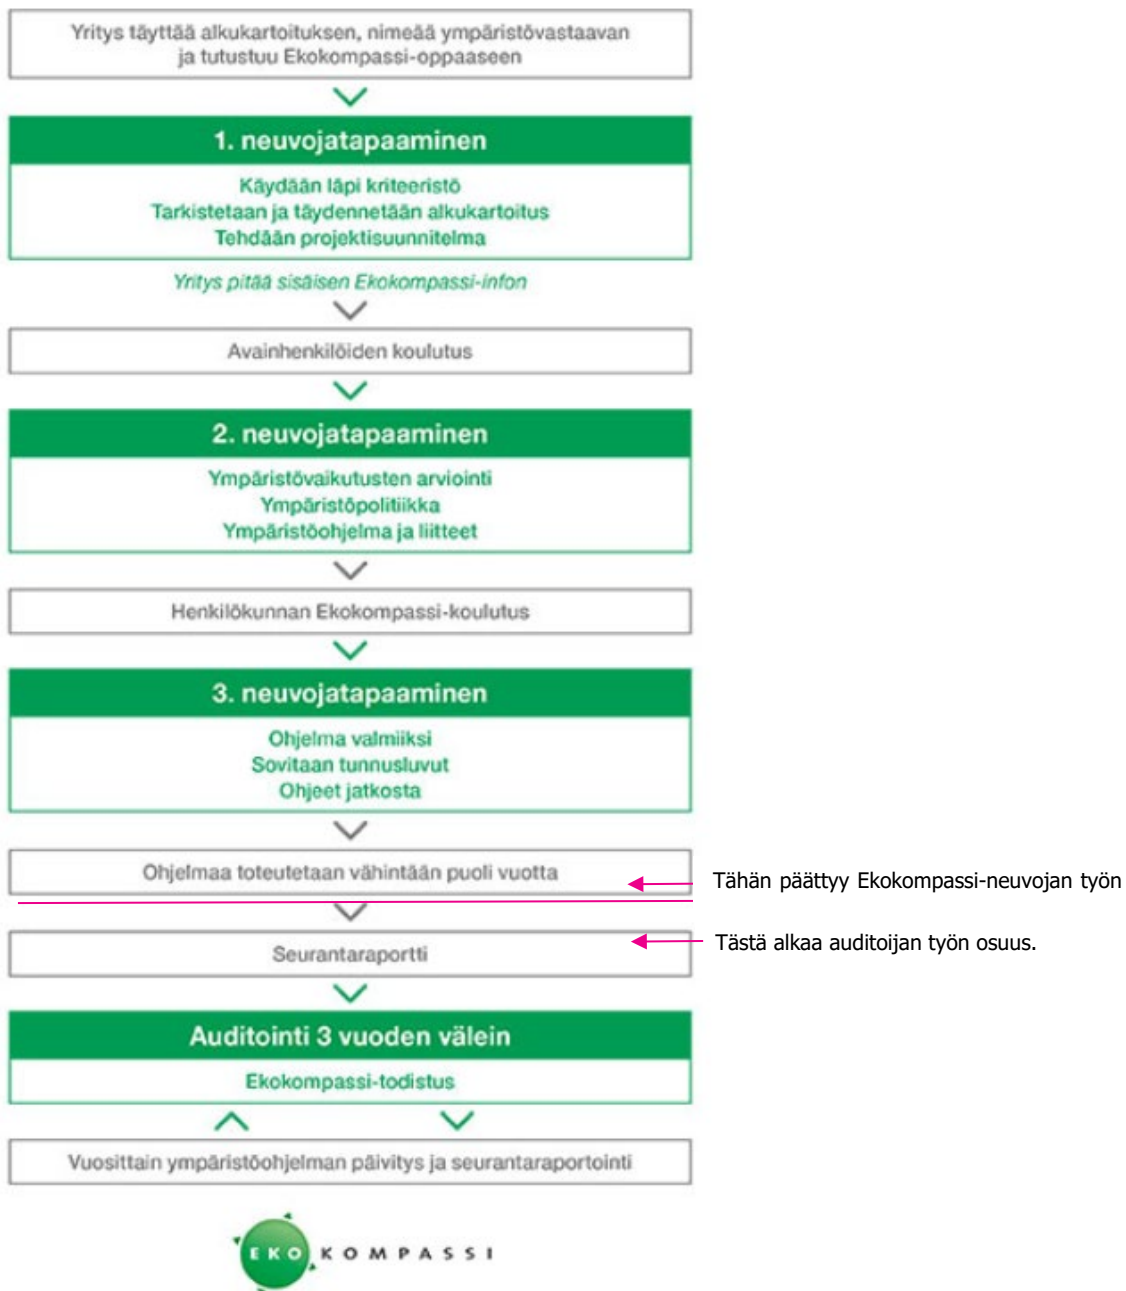 Yritys täyttää alkukartoituksen, nimeää ympäristövastaavan
ja tutustuu Ekokompassi-oppaaseen
1. neuvojatapaaminen
Käydään läpi kriteeristö
Tarkistetaan ja täydennetään alkukartoitus
Tehdään projektisuunnitelma
Yritys pitää sisäisen Ekokompassi-infon
Avainhenkilöiden koulutus
2. neuvojatapaaminen
Ympäristövaikutusten arviointi
Ympäristöpolitiikka
Ympäristöohjelma ja liitteet
Henkilökunnan Ekokompassi-koulutus
3. neuvojatapaaminen
Ohjelma valmiiksi
Sovitaan tunnusluvut
Ohjeet jatkosta
Ohjelmaa toteutetaan vähintään puoli vuotta
Tähän päättyy Ekokompassi-neuvojan työn
Seurantaraportti
Tästä alkaa auditoijan työn osuus.
Auditointi 3 vuoden välein
Ekokompassi-todistus
Vuosittain ympäristöohjelman päivitys ja seurantaraportointi
EKOKOMPASSI